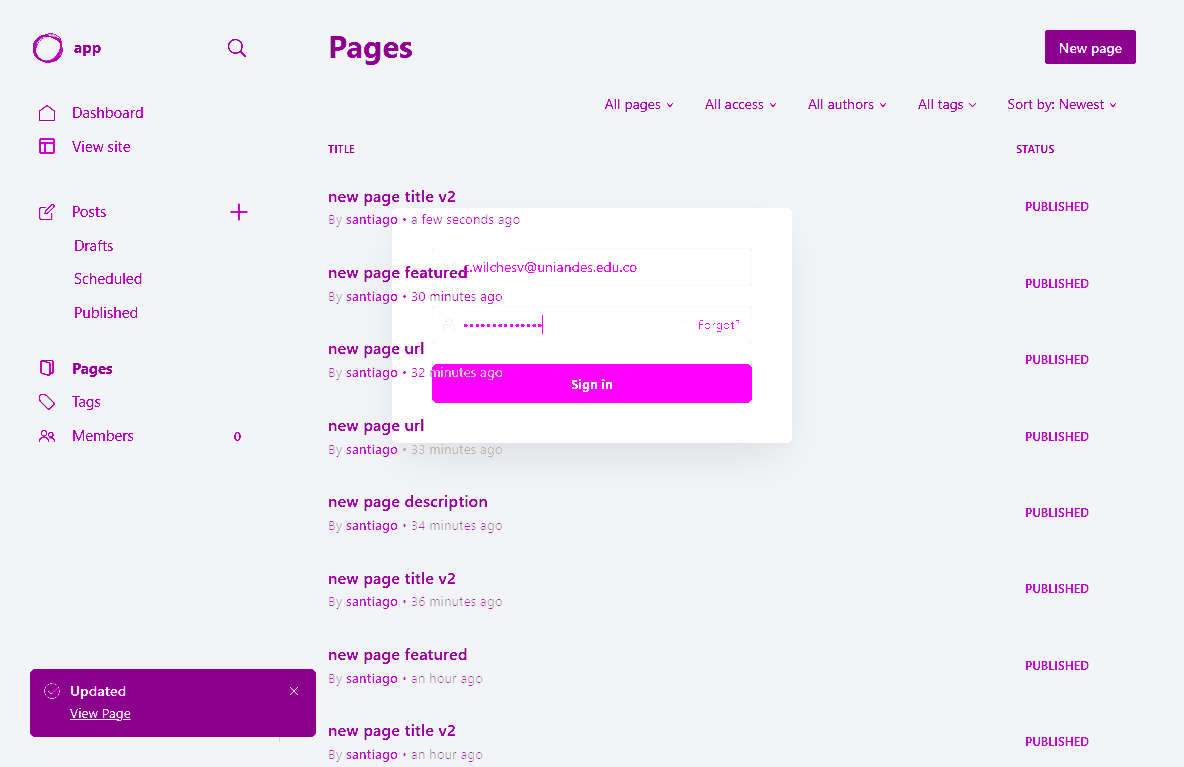 app
Pages
New page
All pages
All access
All authors
All tags
Sort by: Newest
Dashboard
View site
TITLE
STATUS
Posts
Drafts
Scheduled
Published
Pages
Tags
Members
0
new page title v2
By santiago • a few seconds ago
PUBLISHED
c.wilchesv@uniandes.edu.co
new page featured
By santiago • 30 minutes ago
PUBLISHED
Forgot?
new page url
By santiago • 32 minutes ago
PUBLISHED
Sign in
new page url
By santiago • 33 minutes ago
PUBLISHED
new page description
By santiago • 34 minutes ago
PUBLISHED
new page title v2
By santiago • 36 minutes ago
PUBLISHED
new page featured
By santiago • an hour ago
PUBLISHED
new page title v2
By santiago • an hour ago
PUBLISHED
Updated
View Page